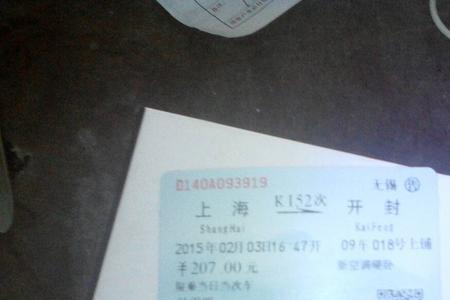 D140A093919 无锡 售
上海 K152次 开封
ShangHai KaiFeng
2015年02月03日16:47开 09车018号上铺
￥207.00元 新空调硬卧
限乘当日当次车